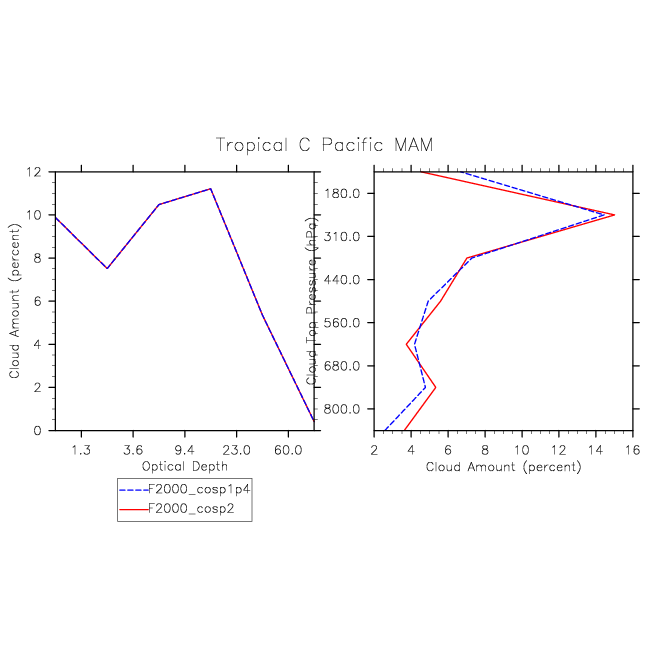 Tropical C Pacific MAM
Cloud Amount (percent)
12
10
8
6
4
2
0
1.3 3.6 9.4 23.0 60.0
Optical Depth
Cloud Top Pressure (hPa)
180.0
310.0
440.0
560.0
680.0
800.0
2 4 6 8 10 12 14 16
Cloud Amount (percent)
F2000_cosp1p4
F2000_cosp2